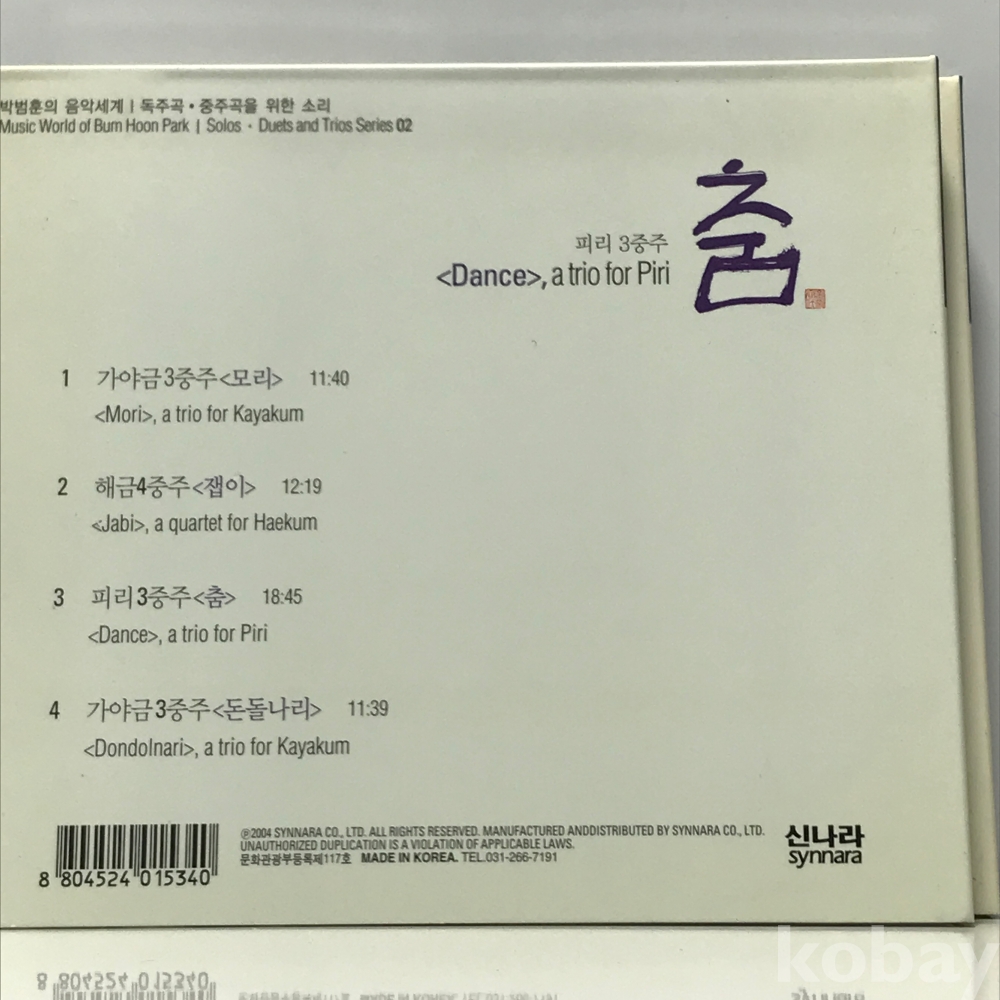 박범훈의 음악세계 | 독주곡 • 중주곡을 위한 소리
Music World of Bum Hoon Park | Solos · Duets and Trios Series 02
춤
피리 3중주
<Dance>, a trio for Piri
1 가야금3중주<모리> 11:40
<Mori>, a trio for Kayakum
2 해금4중주<잽이> 12:19
<Jabi>, a quartet for Haekum
3 피리3중주<춤> 18:45
<Dance>, a trio for Piri
4 가야금3중주<돈돌나리> 11:39
<Dondolnari>, a trio for Kayakum
8 804524 015340
℗2004 SYNNARA CO., LTD. ALL RIGHTS RESERVED. MANUFACTURED ANDDISTRIBUTED BY SYNNARA CO., LTD.
UNAUTHORIZED DUPLICATION IS A VIOLATION OF APPLICABLE LAWS.
문화관광부등록제117호 MADE IN KOREA. TEL.031-266-7191
신나라
synnara
kobay